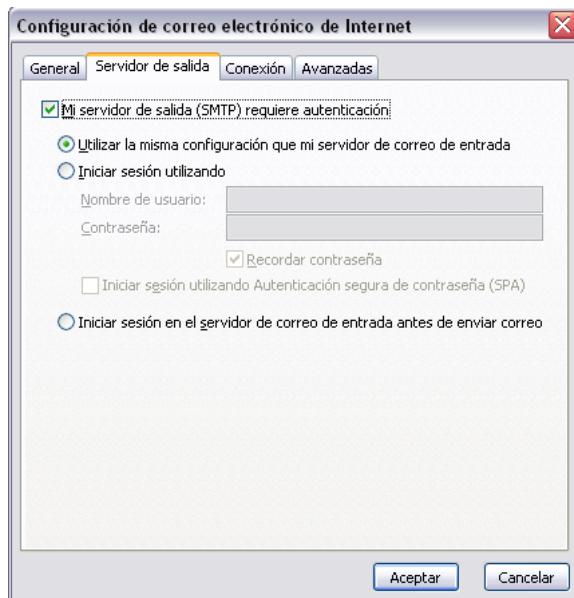 Configuración de correo electrónico de Internet
General Servidor de salida Conexión Avanzadas
Mi servidor de salida (SMTP) requiere autenticación
Utilizar la misma configuración que mi servidor de correo de entrada
Iniciar sesión utilizando
Nombre de usuario:
Contraseña:
Recordar contraseña
Iniciar sesión utilizando Autenticación segura de contraseña (SPA)
Iniciar sesión en el servidor de correo de entrada antes de enviar correo
Aceptar Cancelar